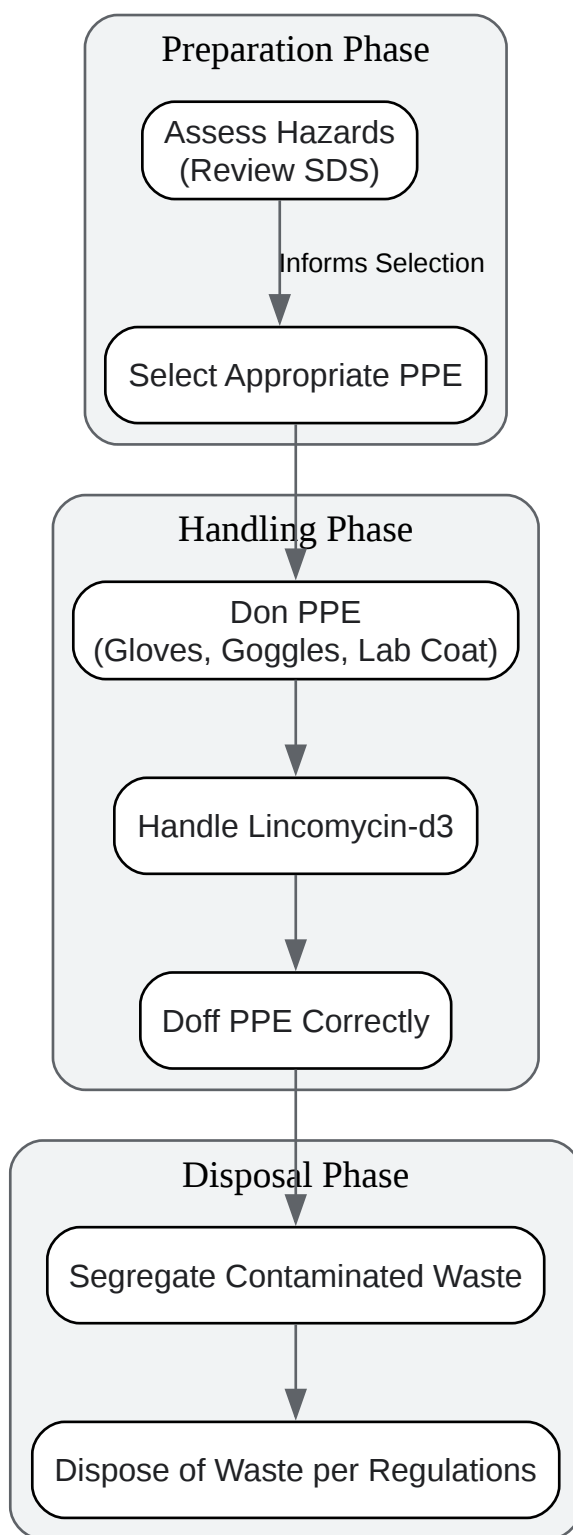 Preparation Phase
Assess Hazards
(Review SDS)
Informs Selection
Select Appropriate PPE
Handling Phase
Don PPE
(Gloves, Goggles, Lab Coat)
Handle Lincomycin-d3
Doff PPE Correctly
Disposal Phase
Segregate Contaminated Waste
Dispose of Waste per Regulations